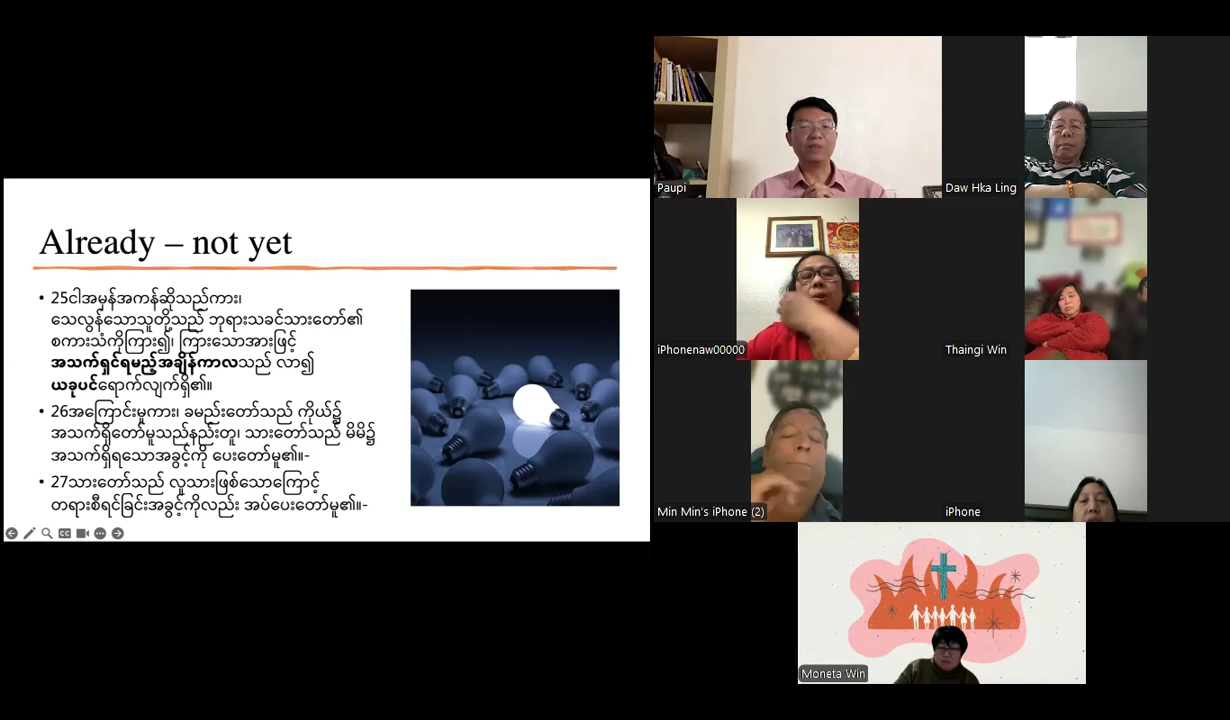 Already – not yet
• 25ငါအမှန်အကန်ဆိုသည်ကား၊
သေလွန်သောသူတို့သည် ဘုရားသခင်သားတော်၏
စကားသံကိုကြား၍၊ ကြားသောအားဖြင့်
အသက်ရှင်ရမည့်အချိန်ကာလသည် လာ၍
ယခုပင်ရောက်လျက်ရှိ၏။
• 26အကြောင်းမူကား၊ ခမည်းတော်သည် ကိုယ်၌
အသက်ရှိတော်မူသည်နည်းတူ၊ သားတော်သည် မိမိ၌
အသက်ရှိရသောအခွင့်ကို ပေးတော်မူ၏။-
• 27သားတော်သည် လူသားဖြစ်သောကြောင့်
တရားစီရင်ခြင်းအခွင့်ကိုလည်း အပ်ပေးတော်မူ၏။-
CC
Paupi
Daw Hka Ling
iPhonenaw00000
Thaingi Win
Min Min's iPhone (2)
iPhone
Moneta Win